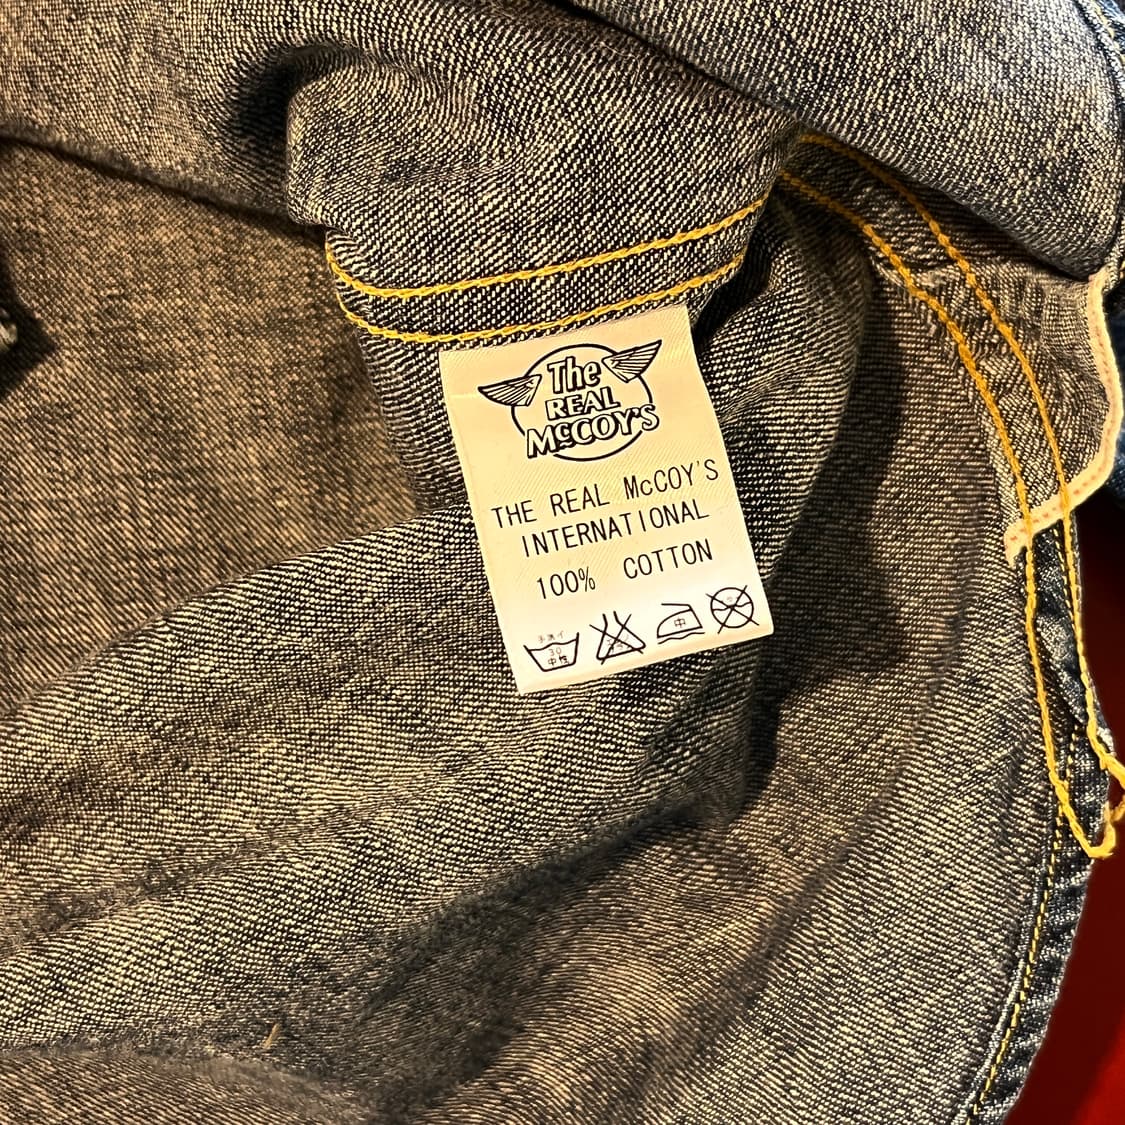 The
REAL
McCOY'S
THE REAL McCOY'S
INTERNATIONAL
100% COTTON
手洗イ
30
中性
中